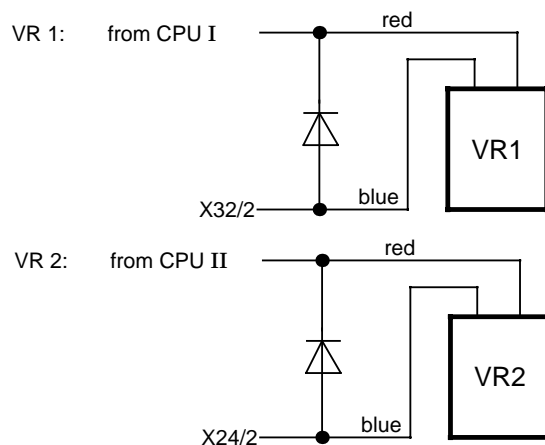 red
VR 1: from CPU I
VR1
blue
X32/2
red
VR 2: from CPU II
VR2
blue
X24/2